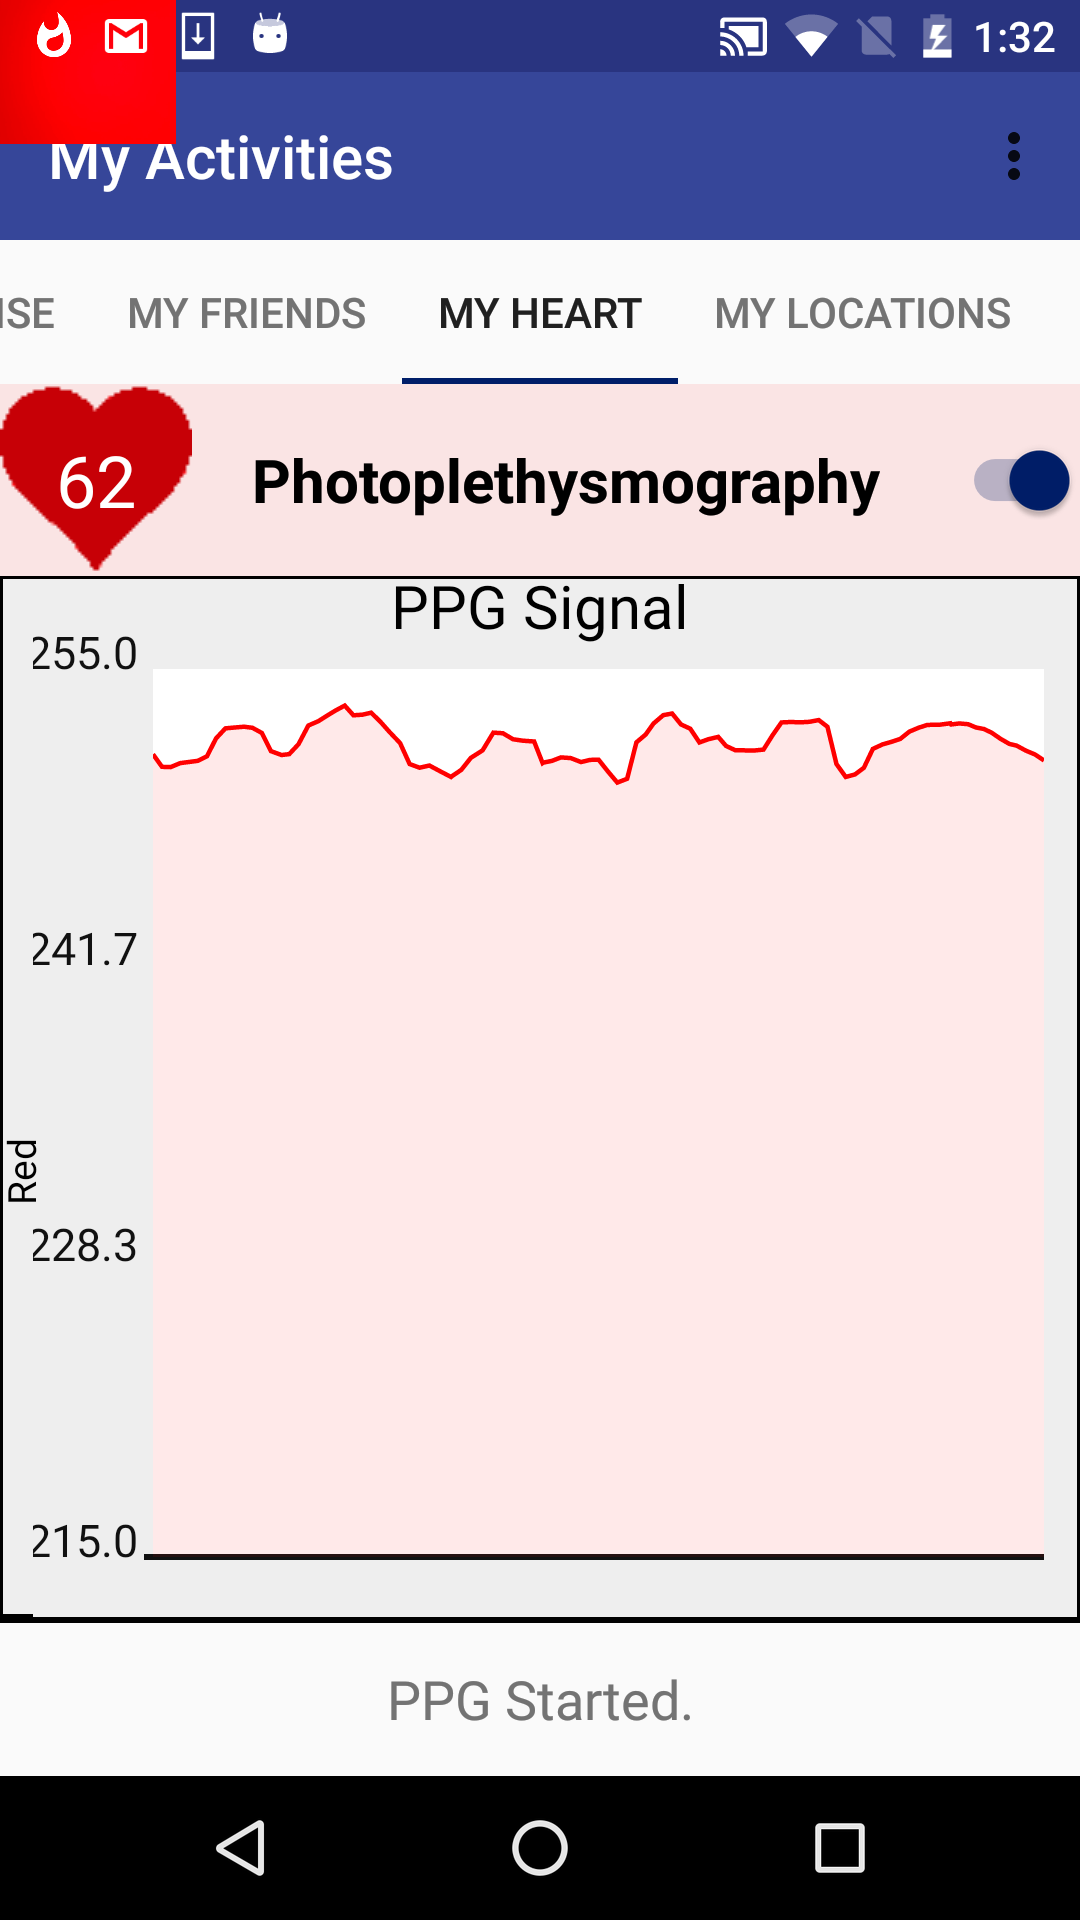 1:32
My Activities
ISE MY FRIENDS MY HEART MY LOCATIONS
62 Photoplethysmography
PPG Signal
255.0
241.7
Red
228.3
215.0
PPG Started.